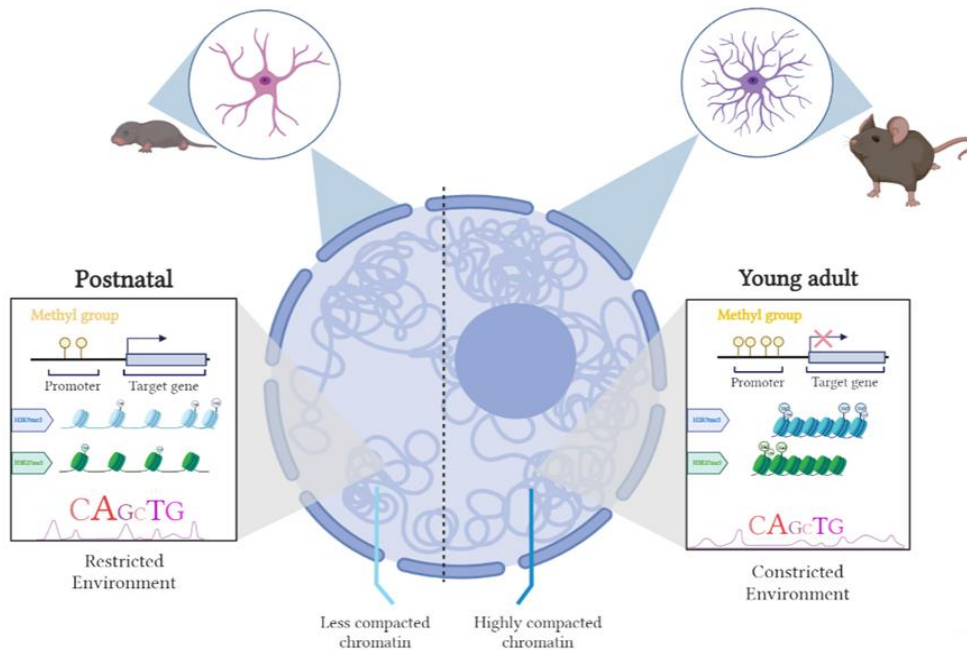 Postnatal
Methyl group
Promoter
Target gene
CAGCTG
Restricted
Environment
Less compacted
chromatin
Highly compacted
chromatin
Young adult
Methyl group
Promoter
Target gene
CAGCTG
Constricted
Environment